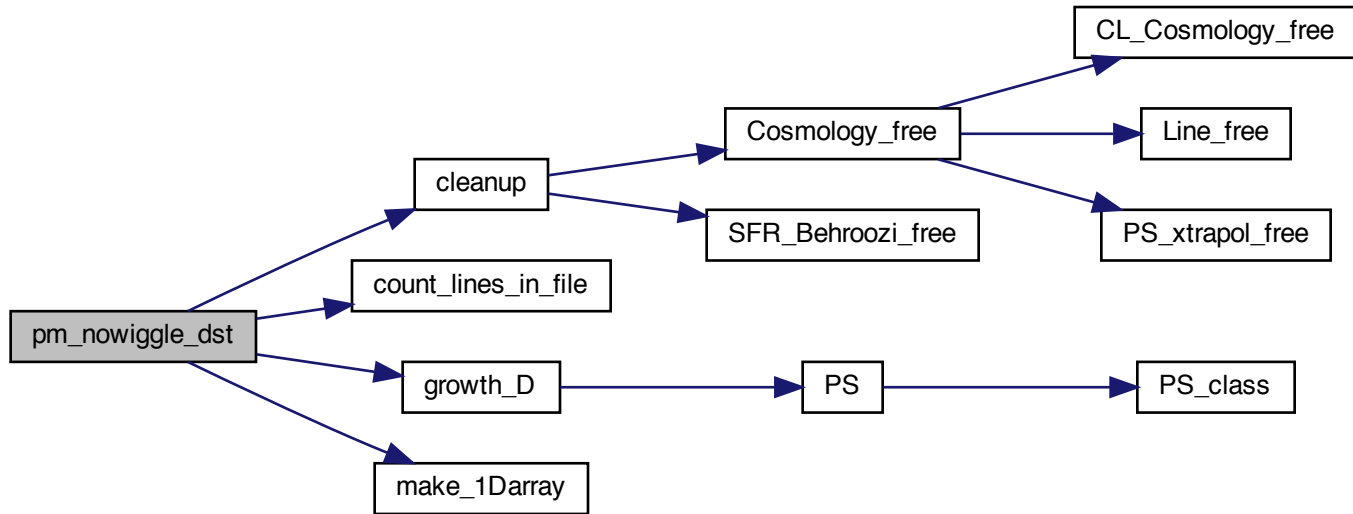 CL_Cosmology_free
Cosmology_free
Line_free
cleanup
SFR_Behroozi_free
PS_xtrapol_free
count_lines_in_file
pm_nowiggle_dst
growth_D
PS
PS_class
make_1Darray